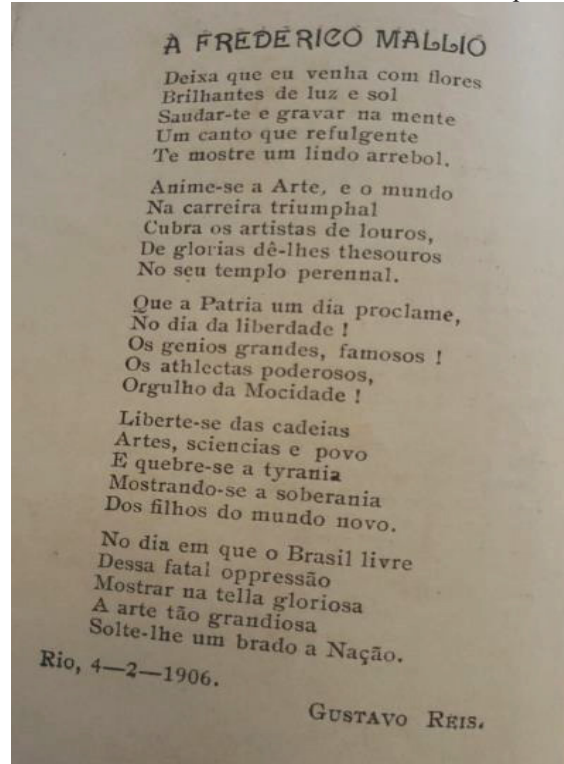 A FREDERICO MALLIO
Deixa que eu venha com flores
Brilhantes de luz e sol
Saudar-te e gravar na mente
Um canto que refulgente
Te mostre um lindo arrebol.
Anime-se a Arte, e o mundo
Na carreira triumphal
Cubra os artistas de louros,
De glorias dê-lhes thesouros
No seu templo perennal.
Que a Patria um dia proclame,
No dia da liberdade !
Os genios grandes, famosos !
Os athlectas poderosos,
Orgulho da Mocidade !
Liberte-se das cadeias
Artes, sciencias e povo
E quebre-se a tyrania
Mostrando-se a soberania
Dos filhos do mundo novo.
No dia em que o Brasil livre
Dessa fatal oppressão
Mostrar na tella gloriosa
A arte tão grandiosa
Solte-lhe um brado a Nação.
Rio, 4—2—1906.
GUSTAVO REIS.